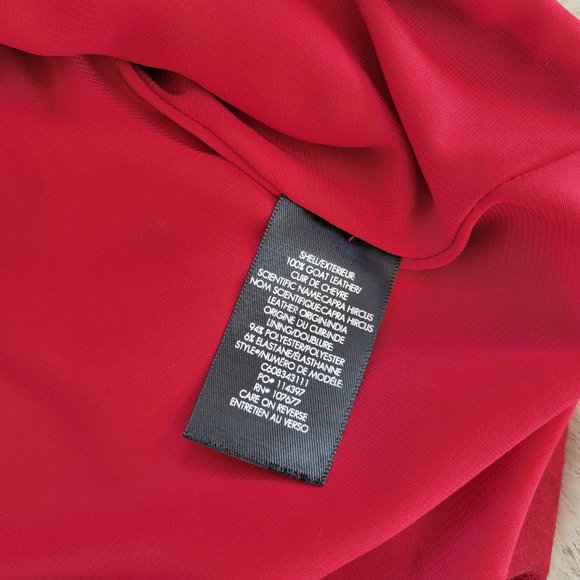 SHELL/EXTERIEUR:
100% GOAT LEATHER/
CUIR DE CHEVRE
SCIENTIFIC NAME:CAPRA HIRCUS
NOM SCIENTIFIQUE:CAPRA HIRCUS
LEATHER ORIGIN:INDIA
ORIGINE DU CUIR:INDE
LINING/DOUBLURE:
94% POLYESTER/POLYESTER
6% ELASTANE/ÉLASTHANNE
STYLE#/NUMÉRO DE MODÈLE:
C608343111
PO# 114397
RN# 107677
CARE ON REVERSE
ENTRETIEN AU VERSO